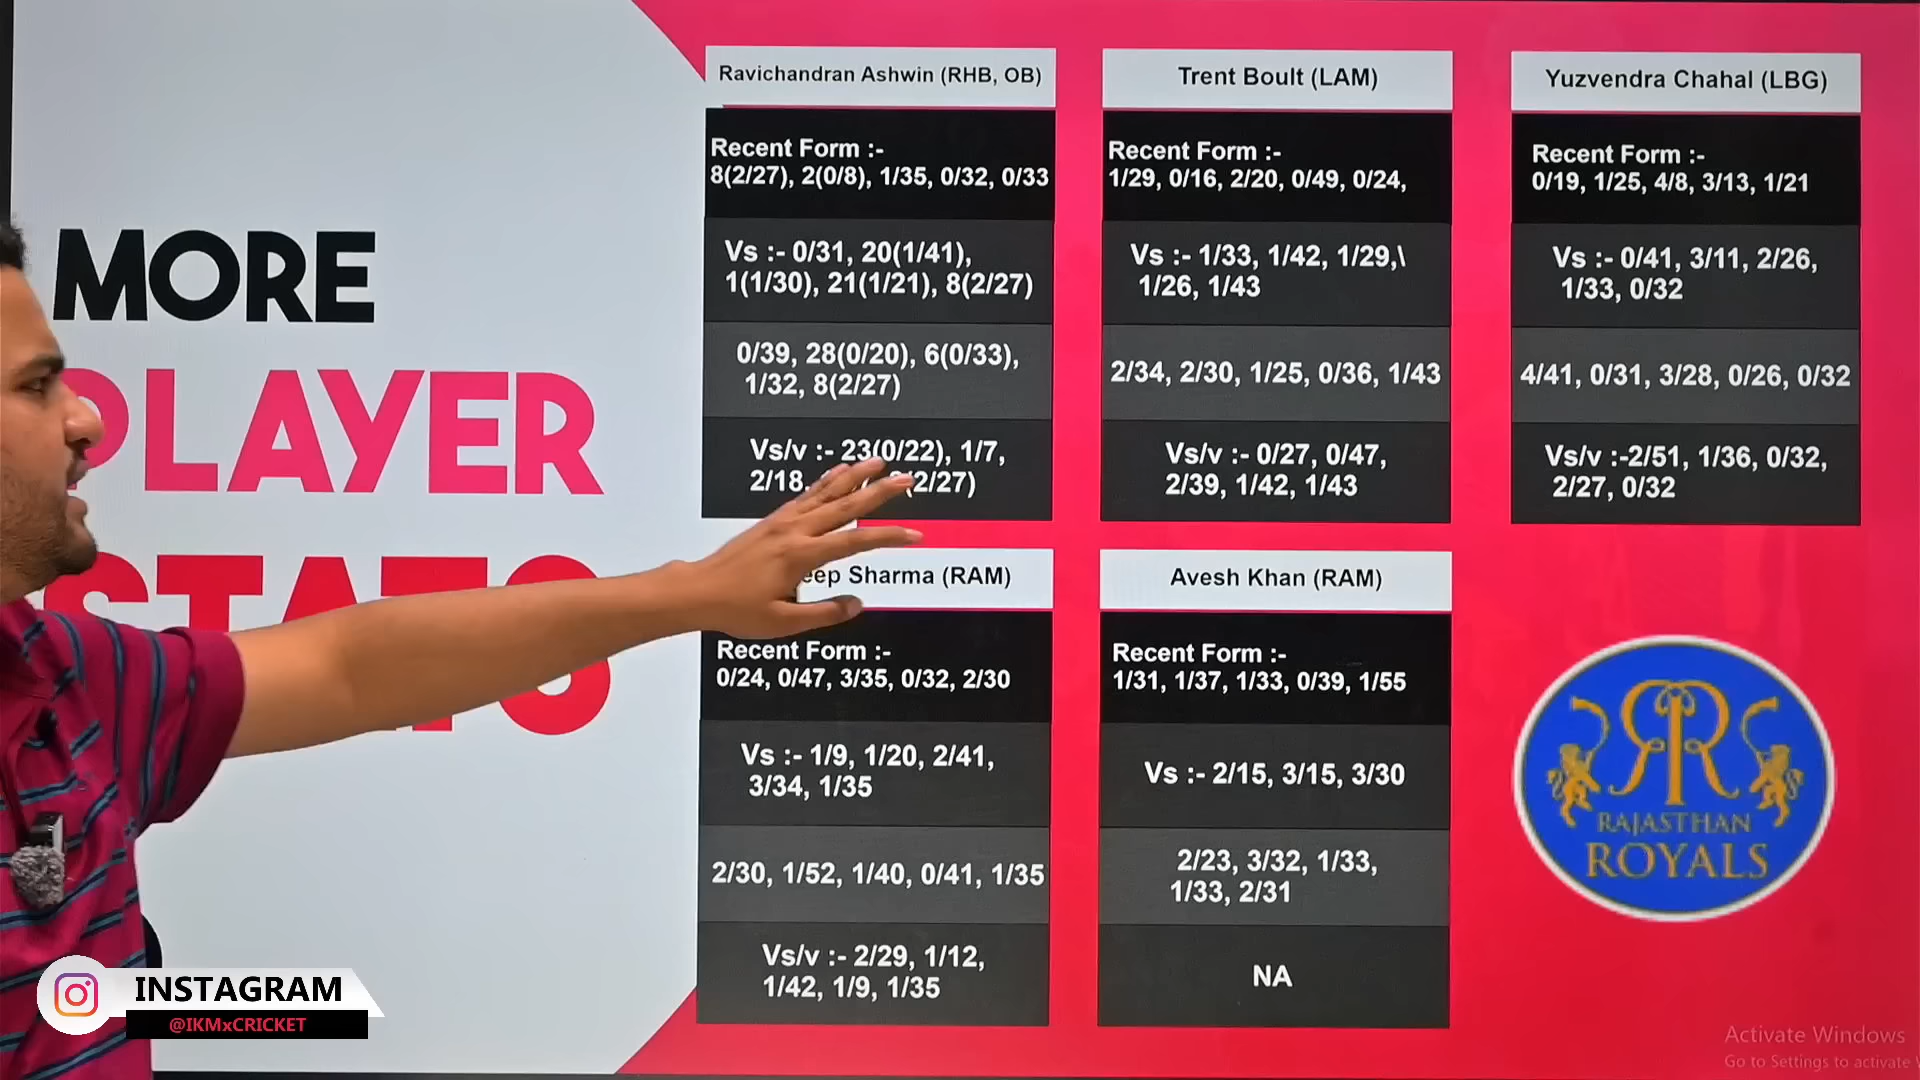 MORE
PLAYER
Ravichandran Ashwin (RHB, OB)
Recent Form :-
8(2/27), 2(0/8), 1/35, 0/32, 0/33
Vs :- 0/31, 20(1/41),
1(1/30), 21(1/21), 8(2/27)
0/39, 28(0/20), 6(0/33),
1/32, 8(2/27)
Vs/v :- 23(0/22), 1/7,
2/18, (2/27)
Trent Boult (LAM)
Recent Form :-
1/29, 0/16, 2/20, 0/49, 0/24,
Vs :- 1/33, 1/42, 1/29,\
1/26, 1/43
2/34, 2/30, 1/25, 0/36, 1/43
Vs/v :- 0/27, 0/47,
2/39, 1/42, 1/43
Yuzvendra Chahal (LBG)
Recent Form :-
0/19, 1/25, 4/8, 3/13, 1/21
Vs :- 0/41, 3/11, 2/26,
1/33, 0/32
4/41, 0/31, 3/28, 0/26, 0/32
Vs/v :-2/51, 1/36, 0/32,
2/27, 0/32
Sharma (RAM)
Recent Form :-
0/24, 0/47, 3/35, 0/32, 2/30
Vs :- 1/9, 1/20, 2/41,
3/34, 1/35
2/30, 1/52, 1/40, 0/41, 1/35
Vs/v :- 2/29, 1/12,
1/42, 1/9, 1/35
Avesh Khan (RAM)
Recent Form :-
1/31, 1/37, 1/33, 0/39, 1/55
Vs :- 2/15, 3/15, 3/30
2/23, 3/32, 1/33,
1/33, 2/31
NA
RR
RAJASTHAN
ROYALS
INSTAGRAM
@IKMxCRICKET
Activate Windows
Go to Settings to activate